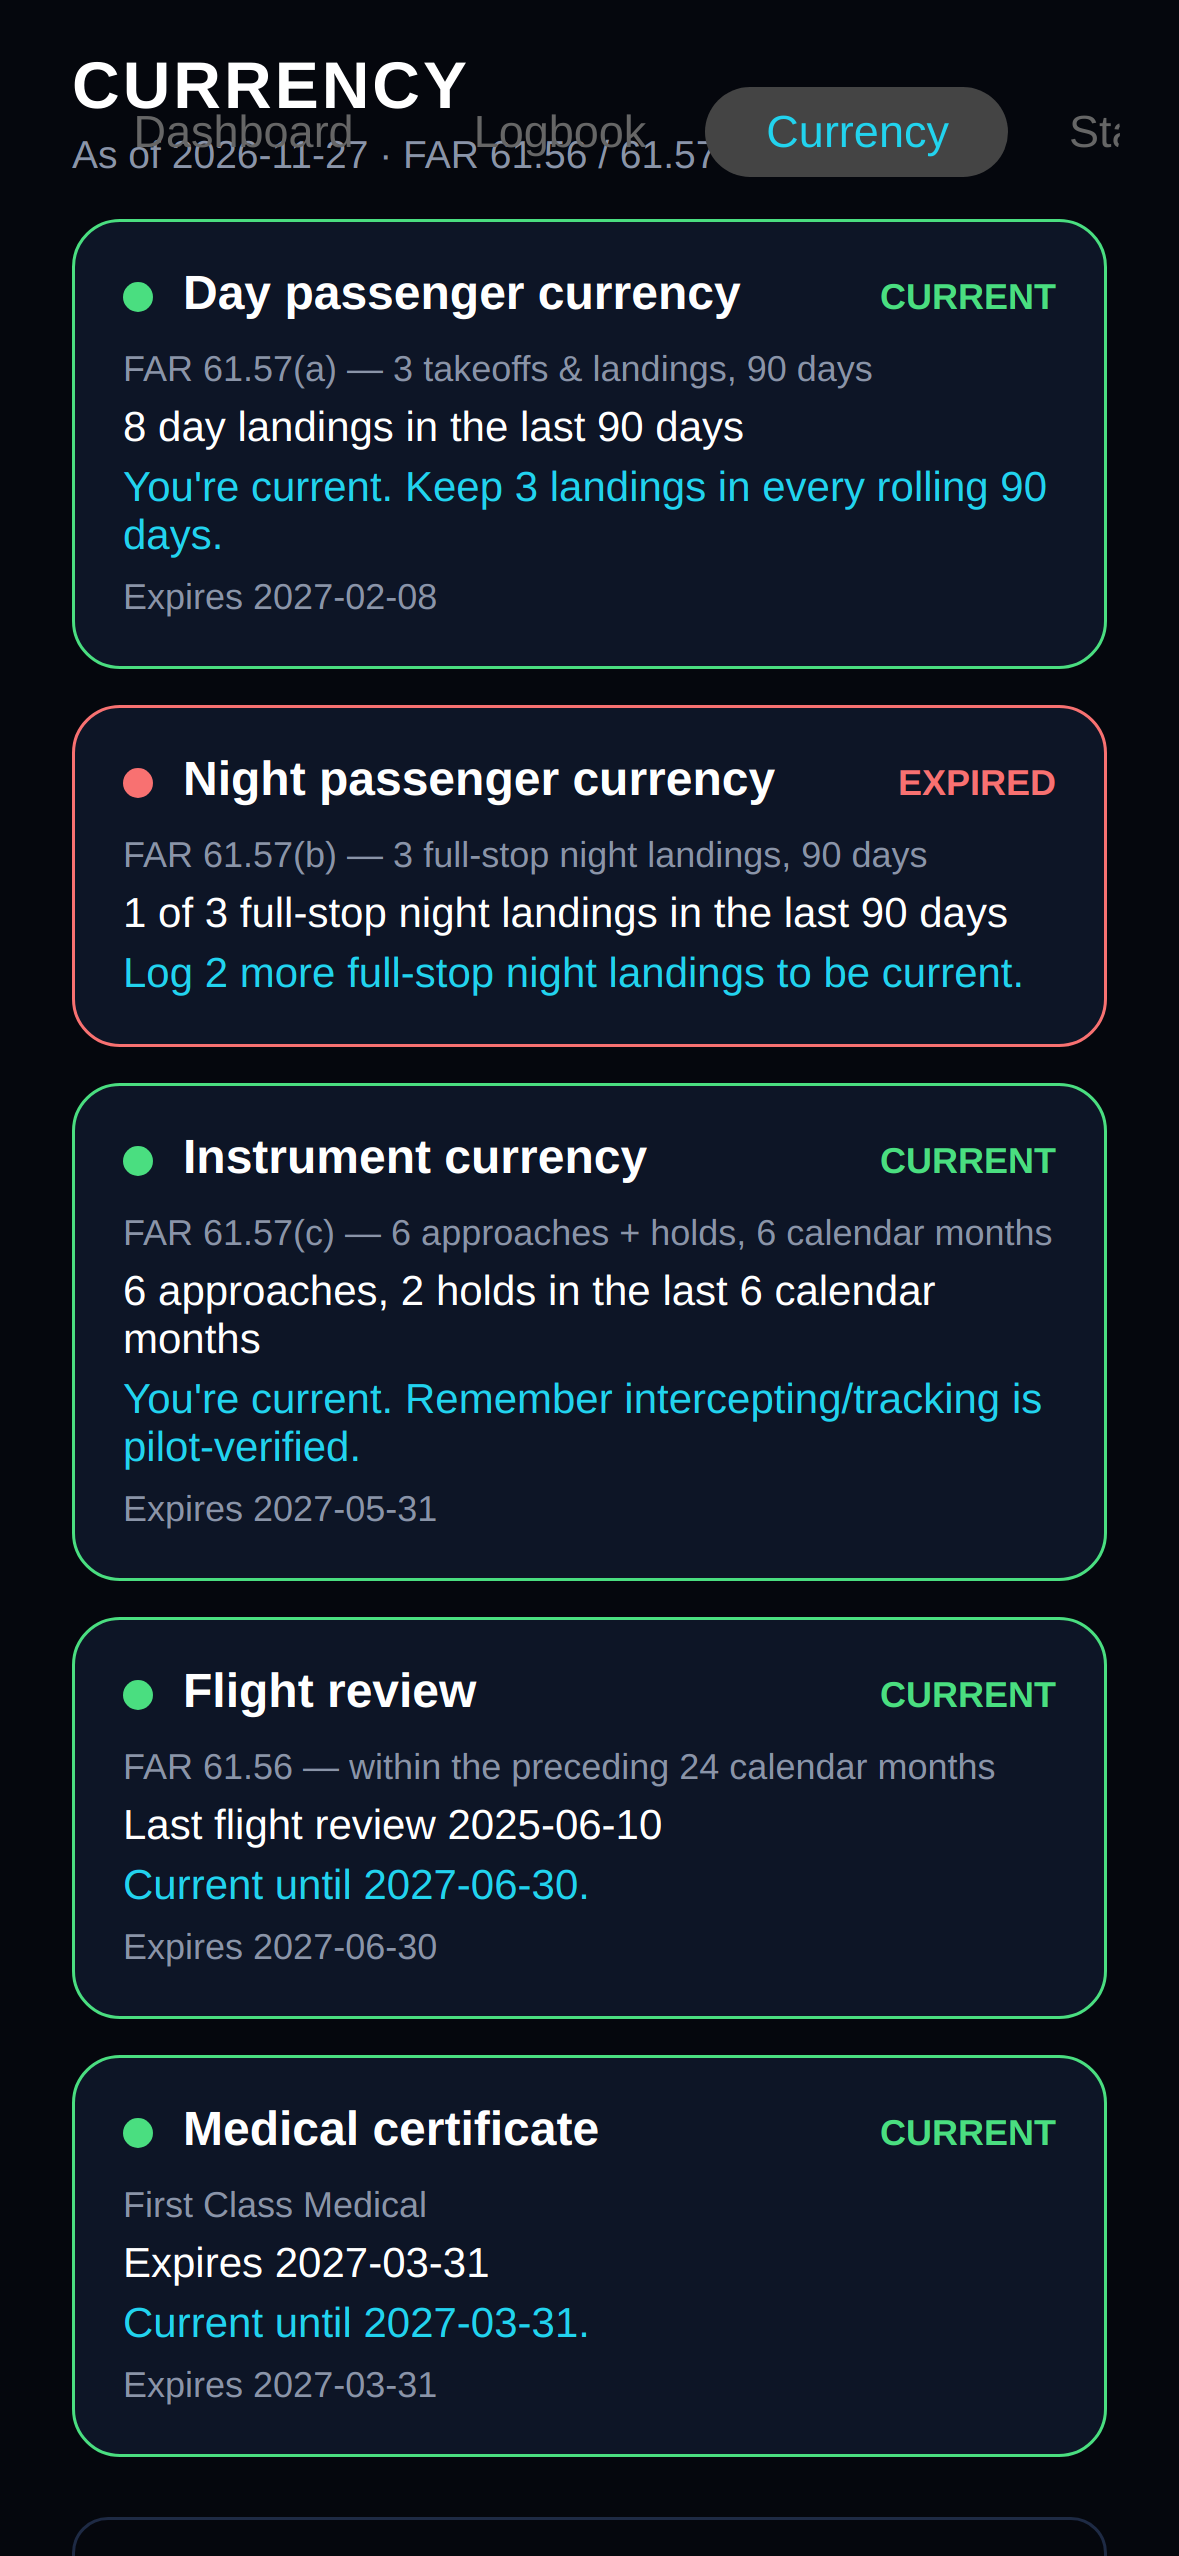 CURRENCY
Dashboard
Logbook
Currency
As of 2026-11-27 · FAR 61.56 / 61.57
Day passenger currency
CURRENT
FAR 61.57(a) — 3 takeoffs & landings, 90 days
8 day landings in the last 90 days
You're current. Keep 3 landings in every rolling 90
days.
Expires 2027-02-08
Night passenger currency
EXPIRED
FAR 61.57(b) — 3 full-stop night landings, 90 days
1 of 3 full-stop night landings in the last 90 days
Log 2 more full-stop night landings to be current.
Instrument currency
CURRENT
FAR 61.57(c) — 6 approaches + holds, 6 calendar months
6 approaches, 2 holds in the last 6 calendar
months
You're current. Remember intercepting/tracking is
pilot-verified.
Expires 2027-05-31
Flight review
CURRENT
FAR 61.56 — within the preceding 24 calendar months
Last flight review 2025-06-10
Current until 2027-06-30.
Expires 2027-06-30
Medical certificate
CURRENT
First Class Medical
Expires 2027-03-31
Current until 2027-03-31.
Expires 2027-03-31